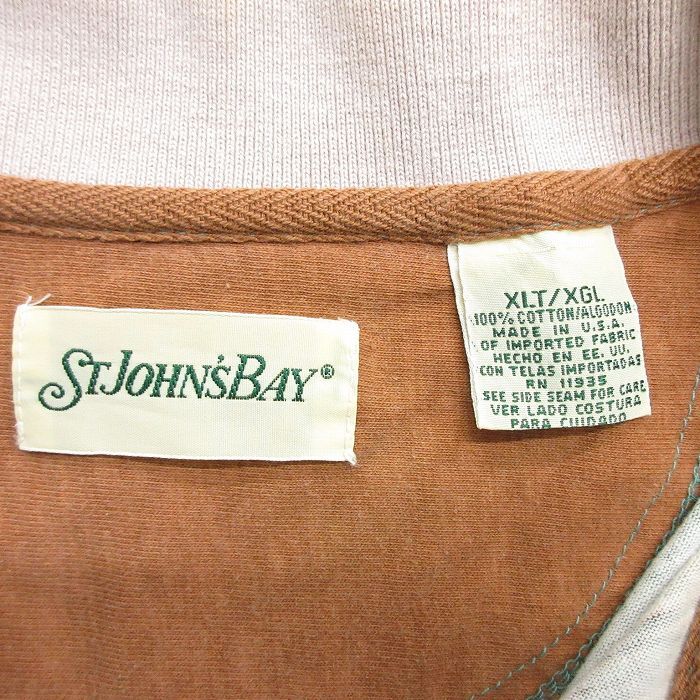 ST. JOHN'S BAY®
XLT/XGL
100% COTTON/ALGODON
MADE IN U.S.A.
OF IMPORTED FABRIC
HECHO EN EE. UU.
CON TELAS IMPORTADAS
RN 11935
SEE SIDE SEAM FOR CARE
VER LADO COSTURA
PARA CUIDADO